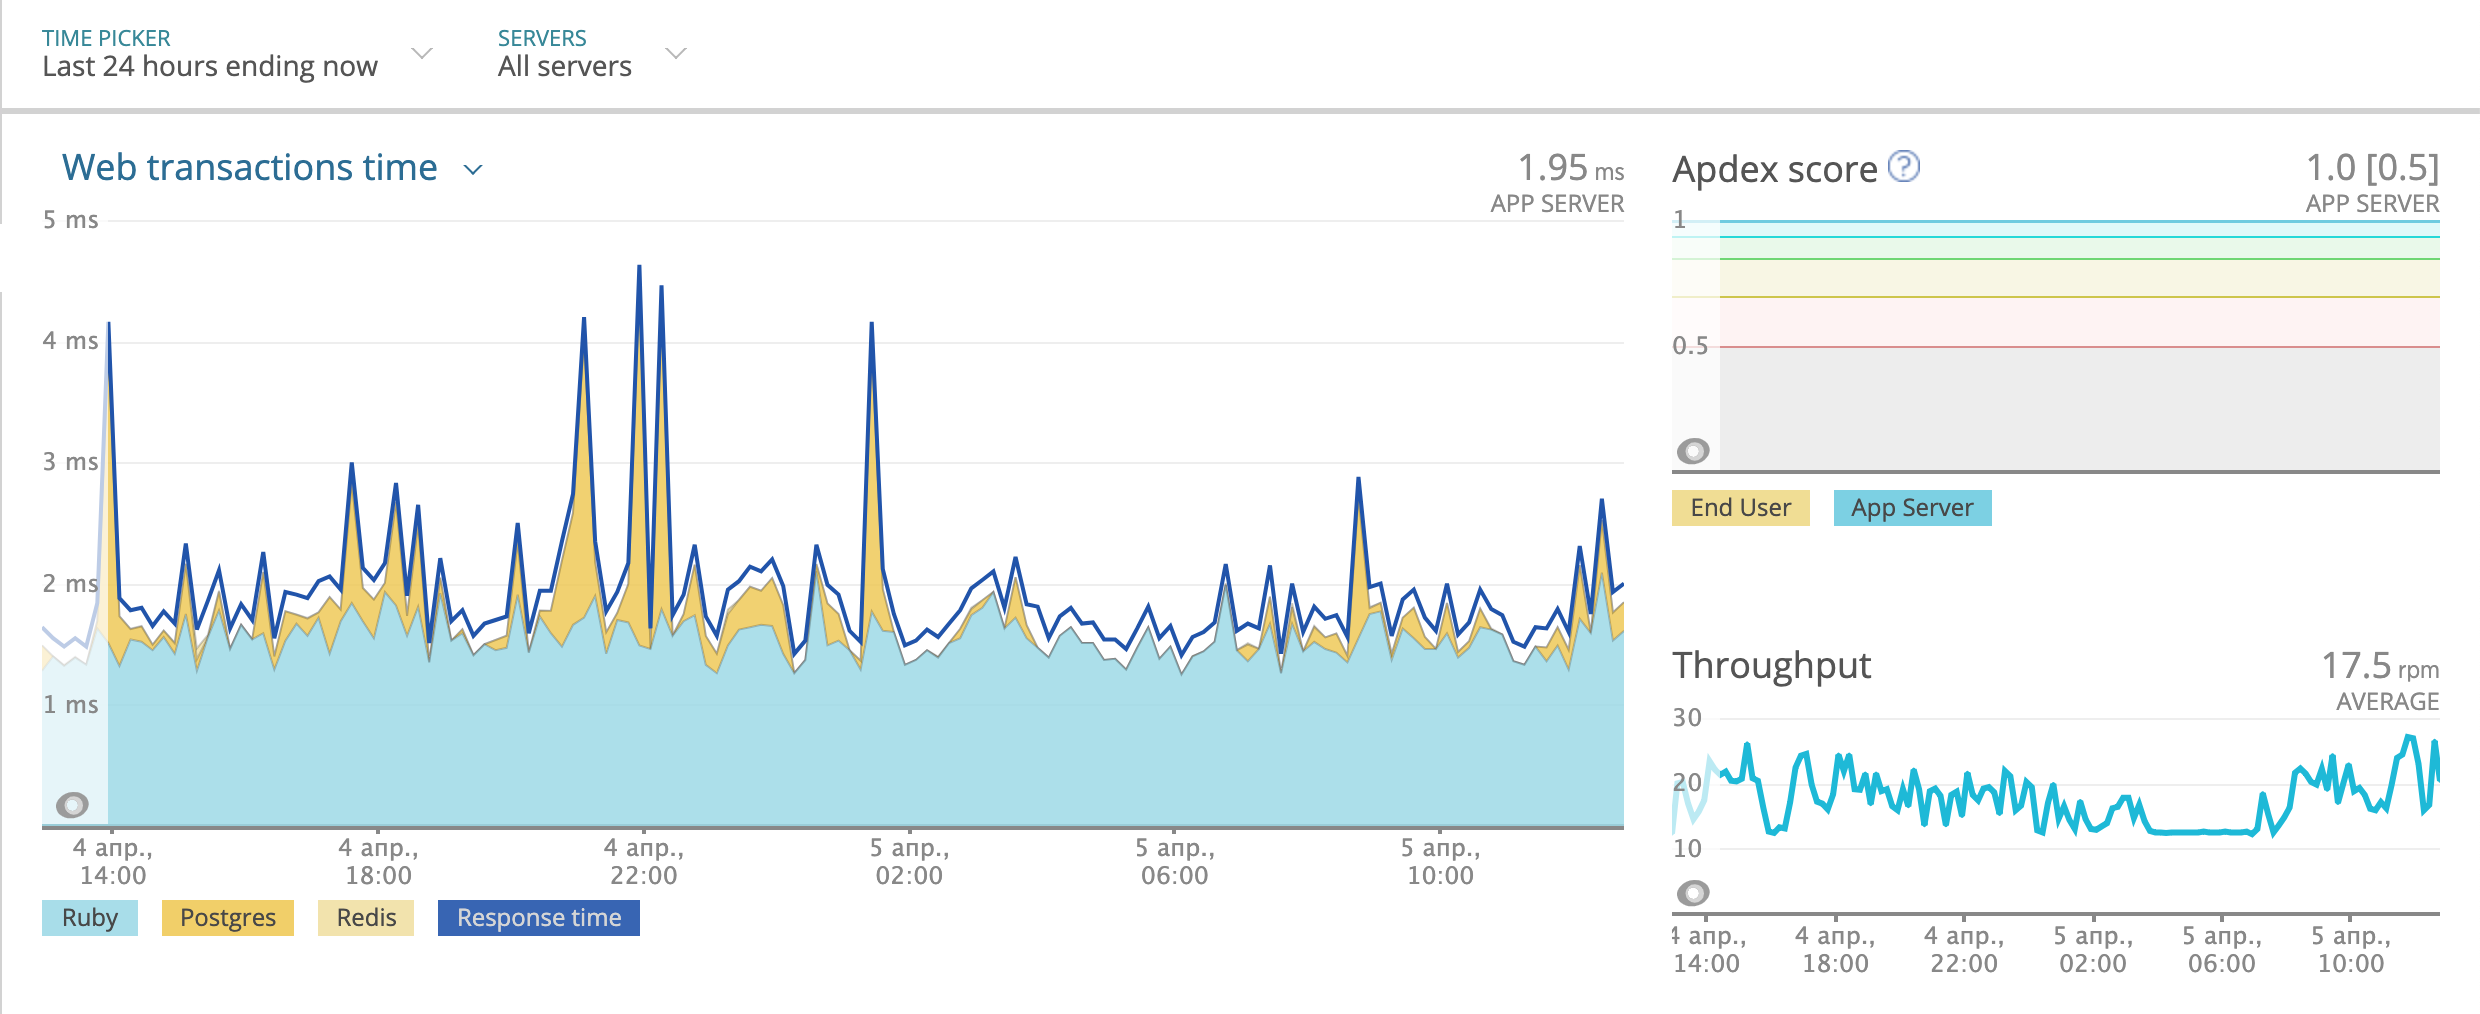 TIME PICKER
Last 24 hours ending now
SERVERS
All servers
Web transactions time
1.95 ms
APP SERVER
5 ms
4 ms
3 ms
2 ms
1 ms
4 апр.,
14:00
4 апр.,
18:00
4 апр.,
22:00
5 апр.,
02:00
5 апр.,
06:00
5 апр.,
10:00
Ruby
Postgres
Redis
Response time
Apdex score ?
1.0 [0.5]
APP SERVER
1
0.5
End User
App Server
Throughput
17.5 rpm
AVERAGE
30
20
10
4 апр.,
14:00
4 апр.,
18:00
4 апр.,
22:00
5 апр.,
02:00
5 апр.,
06:00
5 апр.,
10:00